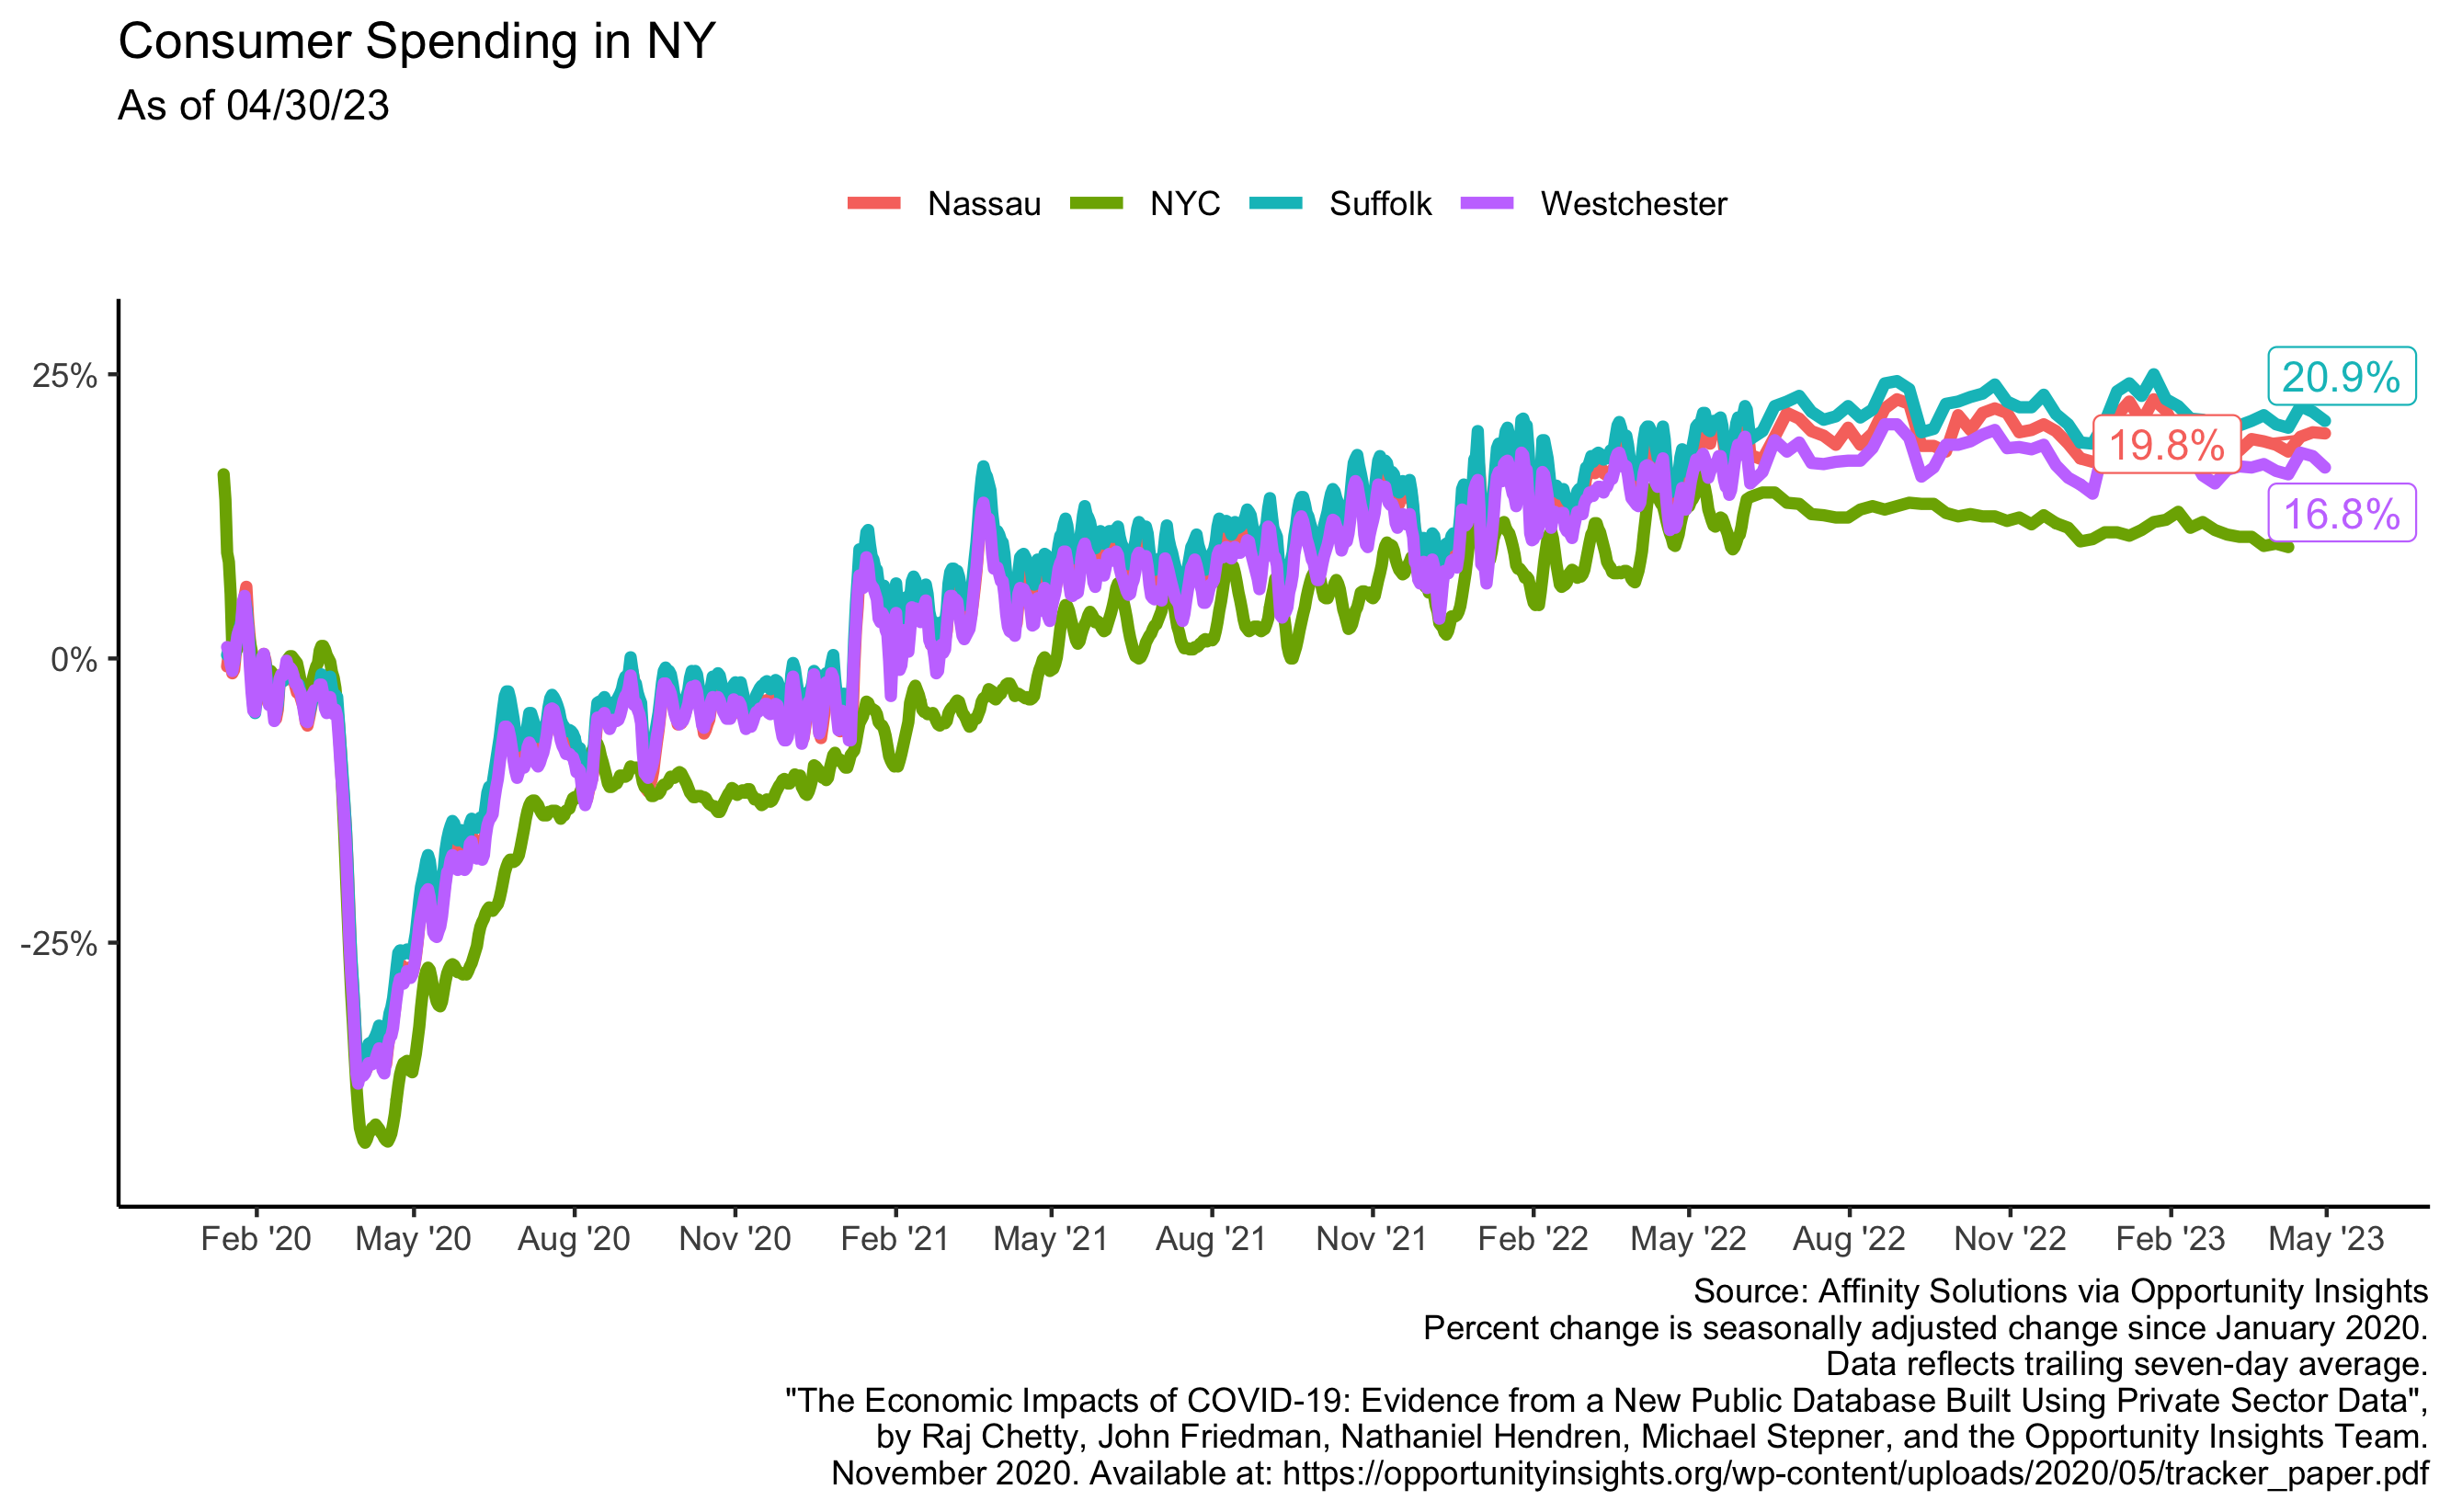 Consumer Spending in NY
As of 04/30/23
Nassau NYC Suffolk Westchester
25%
0%
-25%
20.9%
19.8%
16.8%
Feb '20 May '20 Aug '20 Nov '20 Feb '21 May '21 Aug '21 Nov '21 Feb '22 May '22 Aug '22 Nov '22 Feb '23 May '23
Source: Affinity Solutions via Opportunity Insights
Percent change is seasonally adjusted change since January 2020.
Data reflects trailing seven-day average.
"The Economic Impacts of COVID-19: Evidence from a New Public Database Built Using Private Sector Data",
by Raj Chetty, John Friedman, Nathaniel Hendren, Michael Stepner, and the Opportunity Insights Team.
November 2020. Available at: https://opportunityinsights.org/wp-content/uploads/2020/05/tracker_paper.pdf